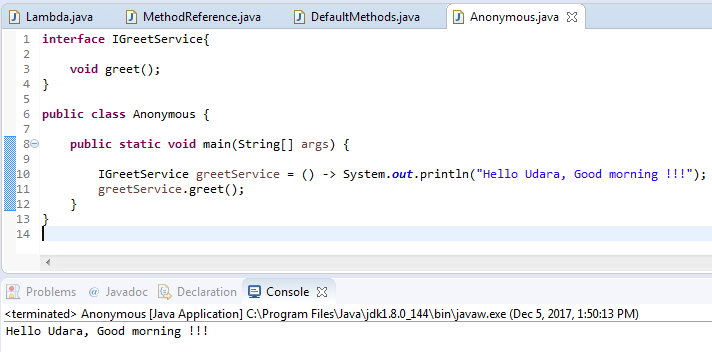 Lambda.java MethodReference.java DefaultMethods.java Anonymous.java
1 interface IGreetService{
2
3 void greet();
4 }
5
6 public class Anonymous {
7
8 public static void main(String[] args) {
9
10 IGreetService greetService = () -> System.out.println("Hello Udara, Good morning !!!");
11 greetService.greet();
12 }
13 }
14
Problems @ Javadoc Declaration Console
<terminated> Anonymous [Java Application] C:\Program Files\Java\jdk1.8.0_144\bin\javaw.exe (Dec 5, 2017, 1:50:13 PM)
Hello Udara, Good morning !!!